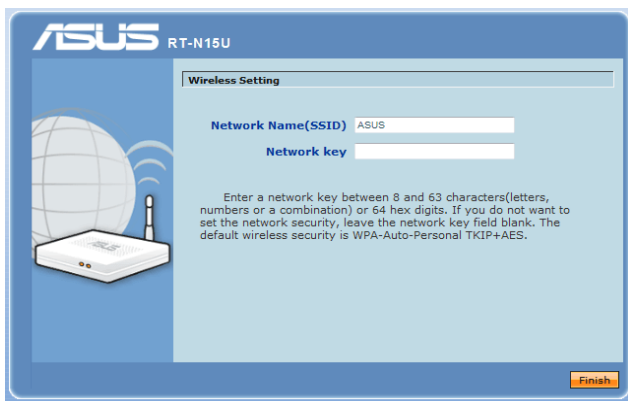 ASUS RT-N15U
Wireless Setting
Network Name(SSID) ASUS
Network key
Enter a network key between 8 and 63 characters(letters,
numbers or a combination) or 64 hex digits. If you do not want to
set the network security, leave the network key field blank. The
default wireless security is WPA-Auto-Personal TKIP+AES.
ASUS
Finish